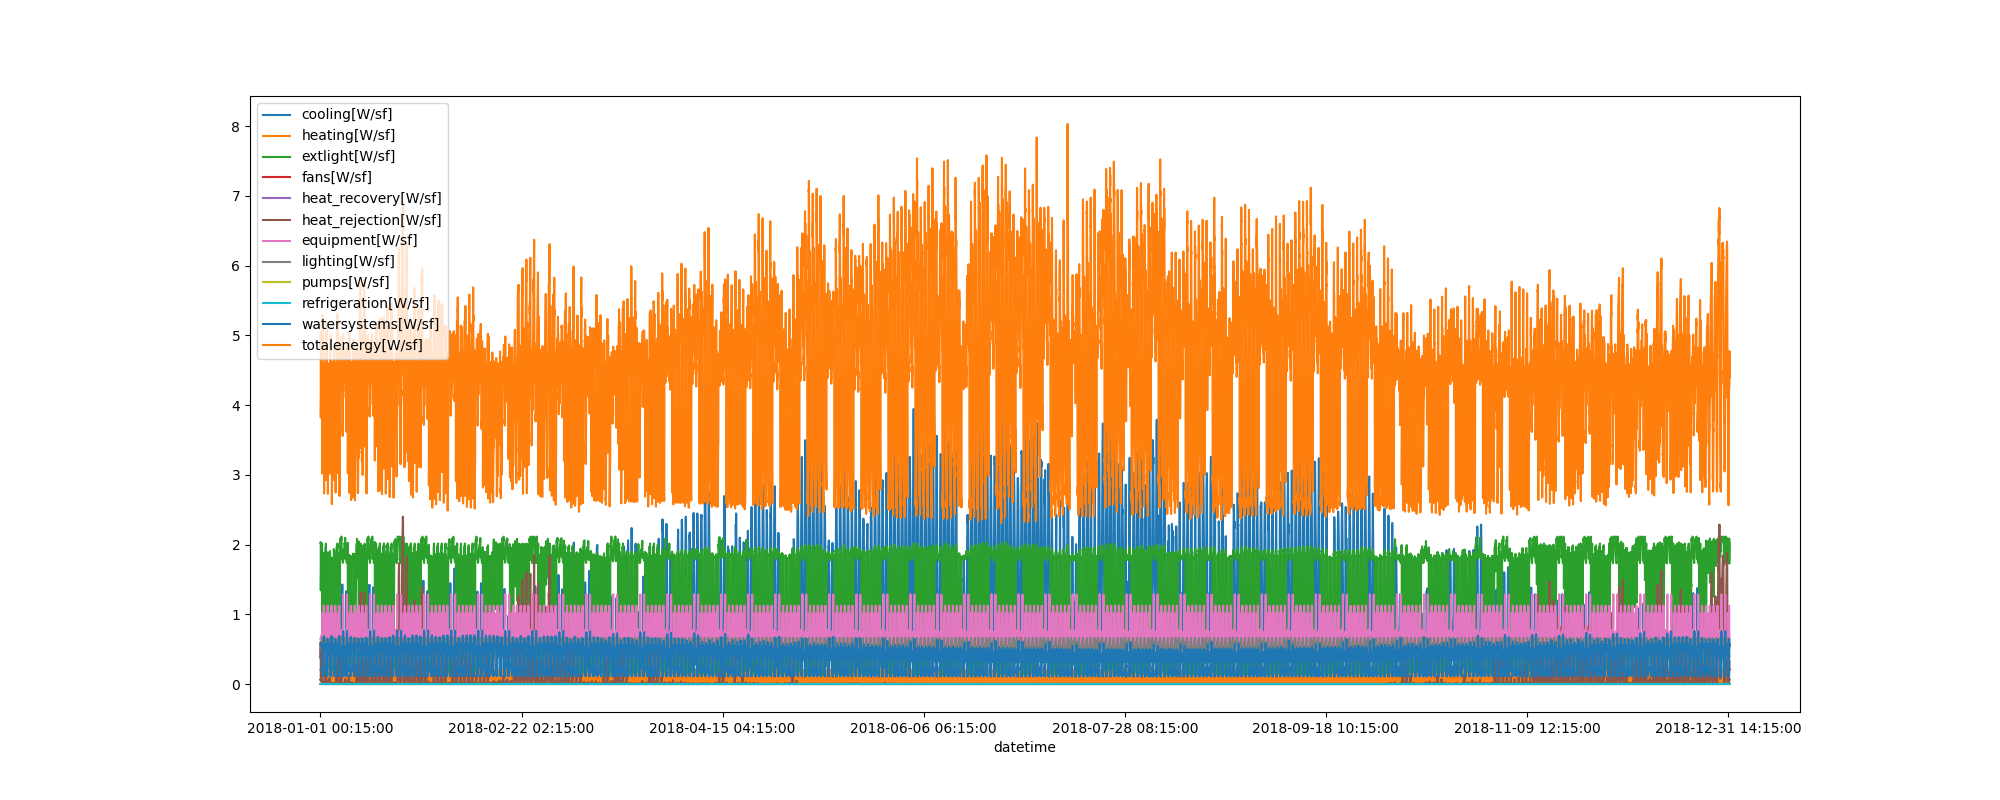 8
7
6
5
4
3
2
1
0
cooling[W/sf]
heating[W/sf]
extlight[W/sf]
fans[W/sf]
heat_recovery[W/sf]
heat_rejection[W/sf]
equipment[W/sf]
lighting[W/sf]
pumps[W/sf]
refrigeration[W/sf]
watersystems[W/sf]
totalenergy[W/sf]
2018-01-01 00:15:00 2018-02-22 02:15:00 2018-04-15 04:15:00 2018-06-06 06:15:00 2018-07-28 08:15:00 2018-09-18 10:15:00 2018-11-09 12:15:00 2018-12-31 14:15:00
datetime